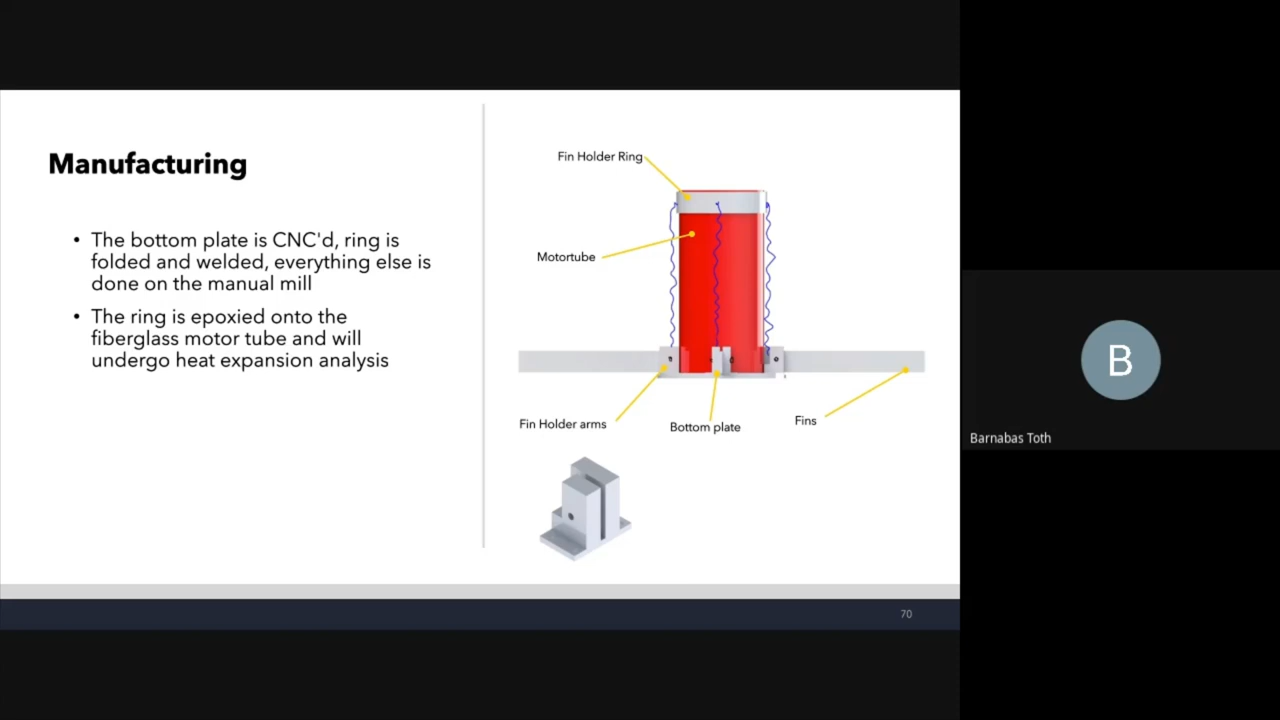 Manufacturing
• The bottom plate is CNC'd, ring is
folded and welded, everything else is
done on the manual mill
• The ring is epoxied onto the
fiberglass motor tube and will
undergo heat expansion analysis
Fin Holder Ring
Motortube
Fin Holder arms
Bottom plate
Fins
70
B
Barnabas Toth